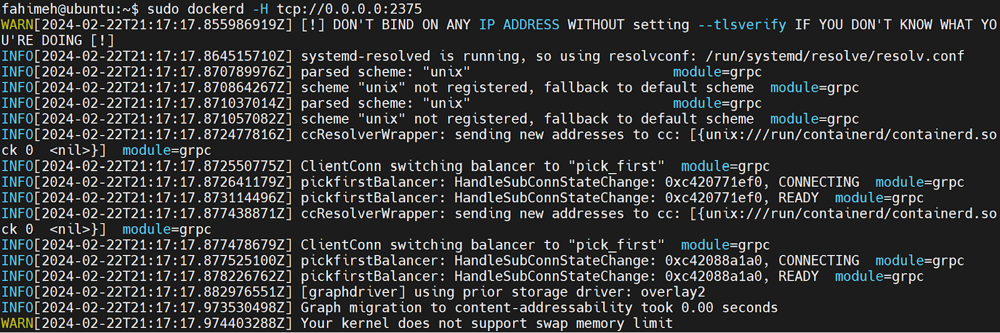 fahimeh@ubuntu:~$ sudo dockerd -H tcp://0.0.0.0:2375
WARN[2024-02-22T21:17:17.855986919Z] [!] DON'T BIND ON ANY IP ADDRESS WITHOUT setting --tlsverify IF YOU DON'T KNOW WHAT YO
U'RE DOING [!]
INFO[2024-02-22T21:17:17.864515710Z] systemd-resolved is running, so using resolvconf: /run/systemd/resolve/resolv.conf
INFO[2024-02-22T21:17:17.870789976Z] parsed scheme: "unix"                         module=grpc
INFO[2024-02-22T21:17:17.870864267Z] scheme "unix" not registered, fallback to default scheme  module=grpc
INFO[2024-02-22T21:17:17.871037014Z] parsed scheme: "unix"                         module=grpc
INFO[2024-02-22T21:17:17.871057082Z] scheme "unix" not registered, fallback to default scheme  module=grpc
INFO[2024-02-22T21:17:17.872477816Z] ccResolverWrapper: sending new addresses to cc: [{unix:///run/containerd/containerd.so
ck 0  <nil>}]  module=grpc
INFO[2024-02-22T21:17:17.872550775Z] ClientConn switching balancer to "pick_first"  module=grpc
INFO[2024-02-22T21:17:17.872641179Z] pickfirstBalancer: HandleSubConnStateChange: 0xc420771ef0, CONNECTING  module=grpc
INFO[2024-02-22T21:17:17.873114496Z] pickfirstBalancer: HandleSubConnStateChange: 0xc420771ef0, READY  module=grpc
INFO[2024-02-22T21:17:17.877438871Z] ccResolverWrapper: sending new addresses to cc: [{unix:///run/containerd/containerd.so
ck 0  <nil>}]  module=grpc
INFO[2024-02-22T21:17:17.877478679Z] ClientConn switching balancer to "pick_first"  module=grpc
INFO[2024-02-22T21:17:17.877525100Z] pickfirstBalancer: HandleSubConnStateChange: 0xc42088a1a0, CONNECTING  module=grpc
INFO[2024-02-22T21:17:17.878226762Z] pickfirstBalancer: HandleSubConnStateChange: 0xc42088a1a0, READY  module=grpc
INFO[2024-02-22T21:17:17.882976551Z] [graphdriver] using prior storage driver: overlay2
INFO[2024-02-22T21:17:17.973530498Z] Graph migration to content-addressability took 0.00 seconds
WARN[2024-02-22T21:17:17.974403288Z] Your kernel does not support swap memory limit